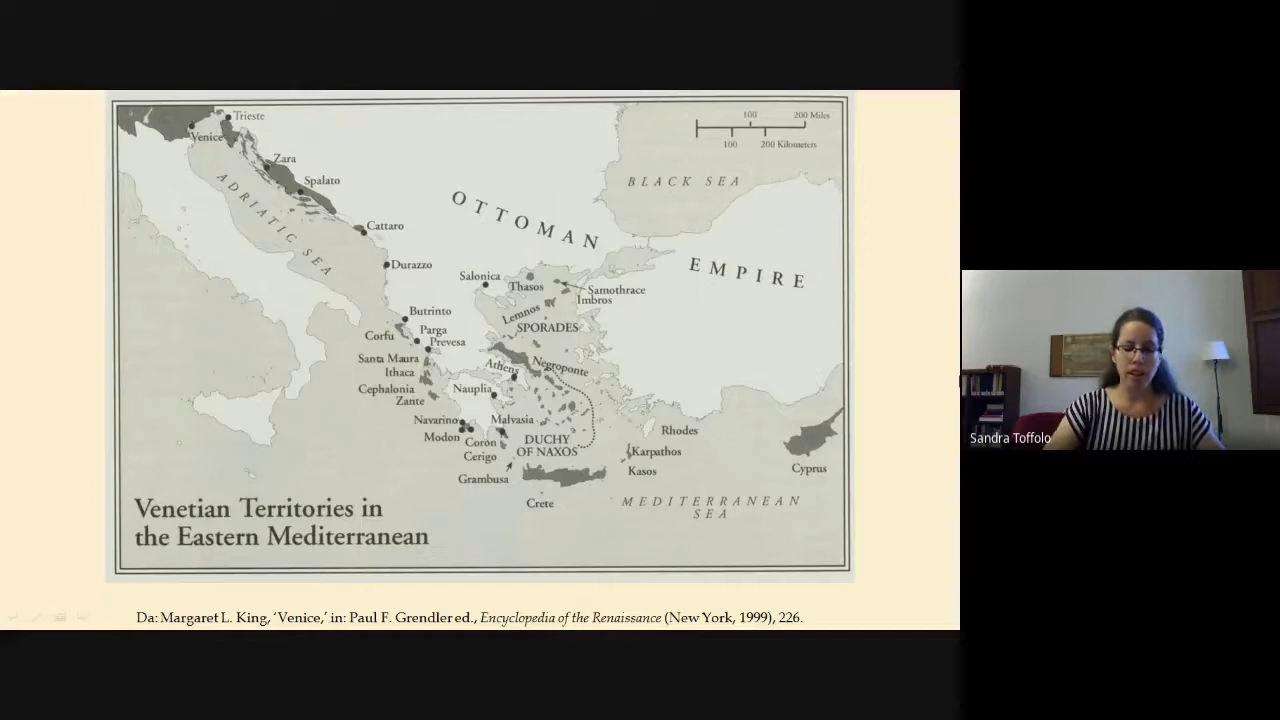 Trieste
Venice
Zara
Spalato
ADRIATIC SEA
Cattaro
Durazzo
OTTOMAN
EMPIRE
BLACK SEA
100 200 Miles
100 200 Kilometers
Salonica
Thasos
Samothrace
Imbros
Lemnos
SPORADES
Butrinto
Corfu
Parga
Prevesa
Santa Maura
Ithaca
Cephalonia
Zante
Athens
Negroponte
Nauplia
Navarino
Malvasia
Modon
Coron
Cerigo
DUCHY
OF NAXOS
Grambusa
Crete
Rhodes
Karpathos
Kasos
Cyprus
MEDITERRANEAN
SEA
Venetian Territories in
the Eastern Mediterranean
Da: Margaret L. King, ‘Venice,’ in: Paul F. Grendler ed., Encyclopedia of the Renaissance (New York, 1999), 226.
Sandra Toffolo